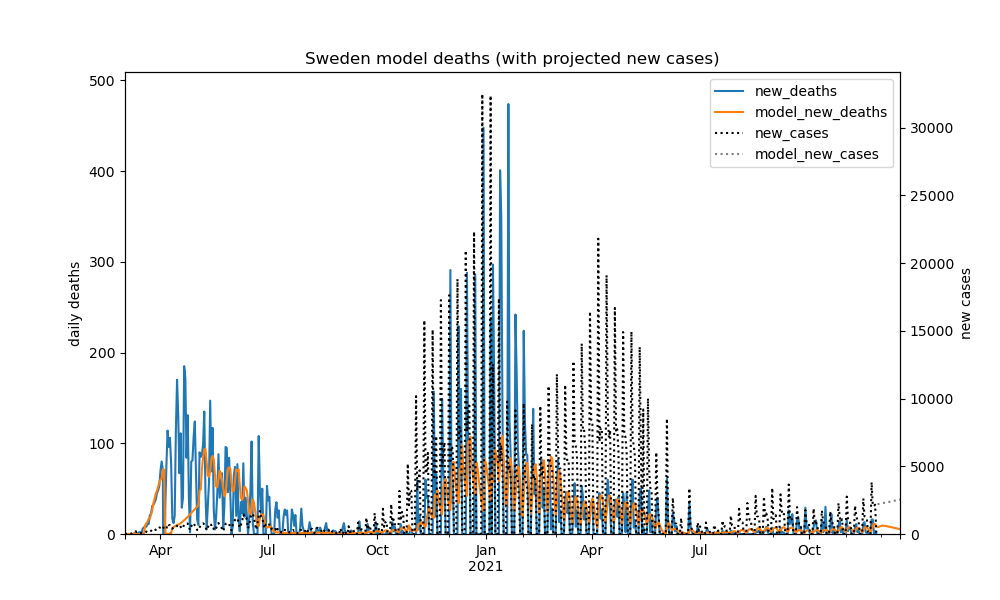 Sweden model deaths (with projected new cases)
500
400
300
200
100
0
daily deaths
new_deaths
model_new_deaths
new_cases
model_new_cases
30000
25000
20000
15000
10000
5000
0
new cases
Apr Jul Oct Jan Apr Jul Oct
2021